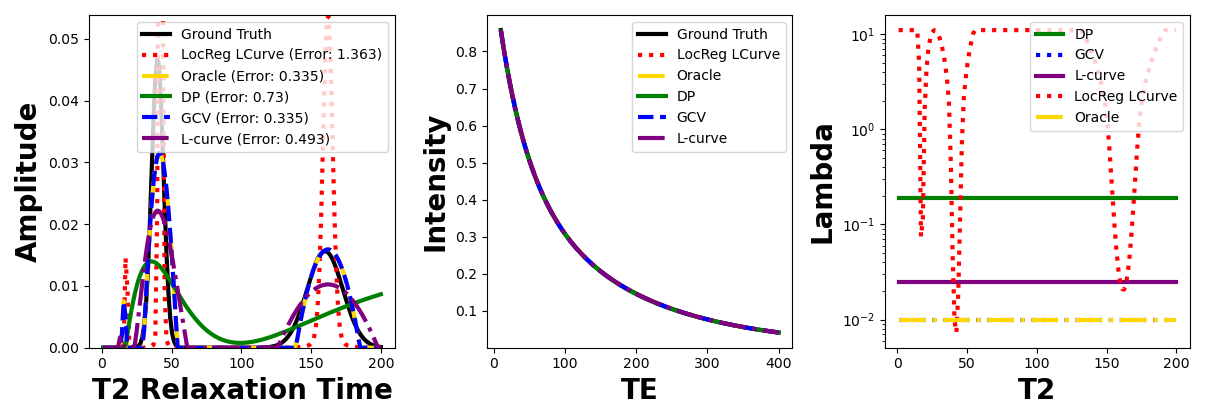 Amplitude
0.05
0.04
0.03
0.02
0.01
0.00
Ground Truth
LocReg LCurve (Error: 1.363)
Oracle (Error: 0.335)
DP (Error: 0.73)
GCV (Error: 0.335)
L-curve (Error: 0.493)
0 50 100 150 200
T2 Relaxation Time
Intensity
0.8
0.7
0.6
0.5
0.4
0.3
0.2
0.1
Ground Truth
LocReg LCurve
Oracle
DP
GCV
L-curve
0 100 200 300 400
TE
Lambda
10¹
10⁰
10⁻¹
10⁻²
DP
GCV
L-curve
LocReg LCurve
Oracle
0 50 100 150 200
T2